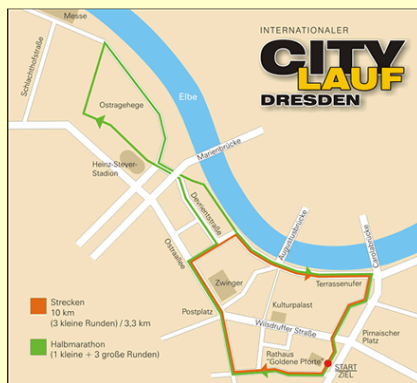 INTERNATIONALER
CITY
LAUF
DRESDEN
Messe
Schlachthofstraße
Ostragehege
Elbe
Marienbrücke
Heinz-Steyer-
Stadion
Devrientstraße
Ostraallee
Augustusbrücke
Carolabrücke
Terrassenufer
Zwinger
Kulturpalast
Postplatz
Wilsdruffer Straße
Pirnaischer
Platz
Rathaus
"Goldene Pforte"
START
ZIEL
Strecken
10 km
(3 kleine Runden) / 3,3 km
Halbmarathon
(1 kleine + 3 große Runden)